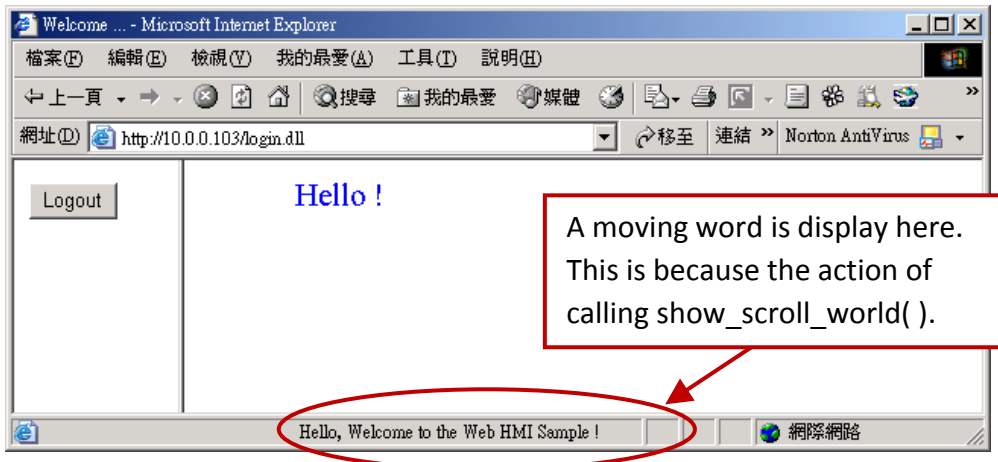 Welcome ... - Microsoft Internet Explorer
檔案(F) 編輯(E) 檢視(V) 我的最愛(A) 工具(T) 說明(H)
上一頁 搜尋 我的最愛 媒體 »
網址(D) http://10.0.0.103/login.dll 移至 連結 » Norton AntiVirus
Logout
Hello !
A moving word is display here.
This is because the action of
calling show_scroll_world( ).
Hello, Welcome to the Web HMI Sample !
網際網路